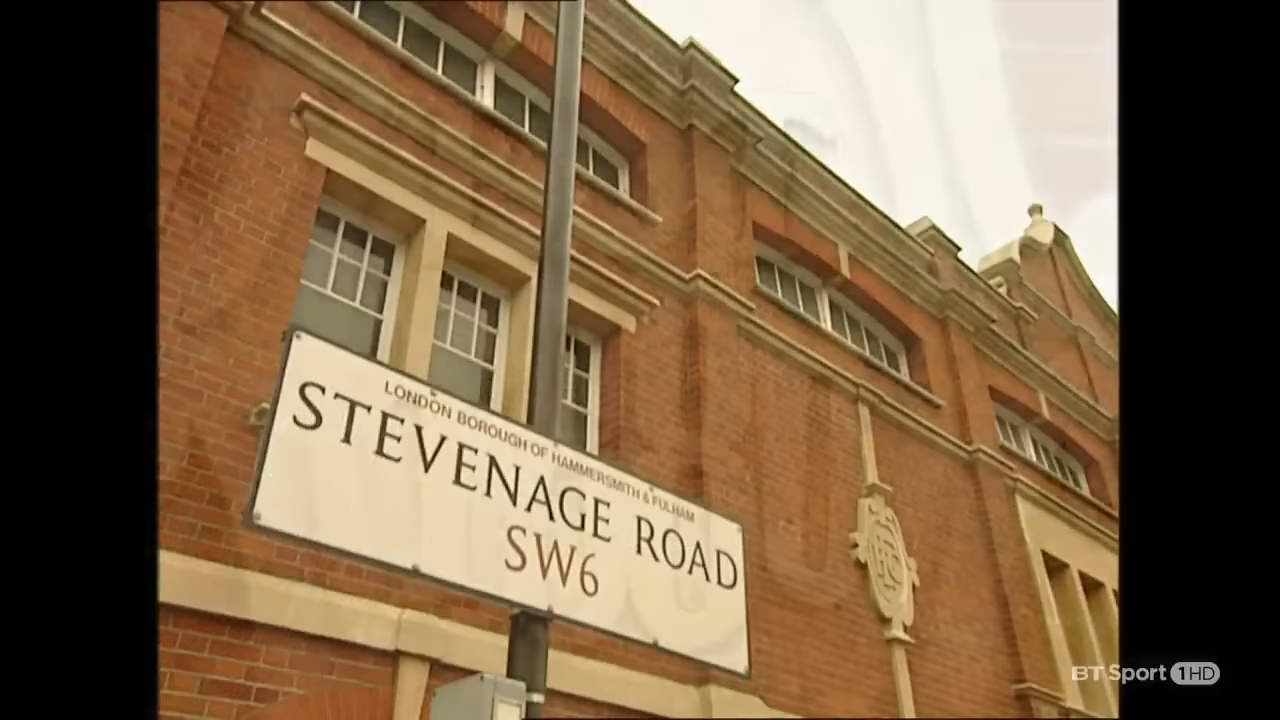 LONDON BOROUGH OF HAMMERSMITH & FULHAM
STEVENAGE ROAD
SW6
BT Sport 1HD